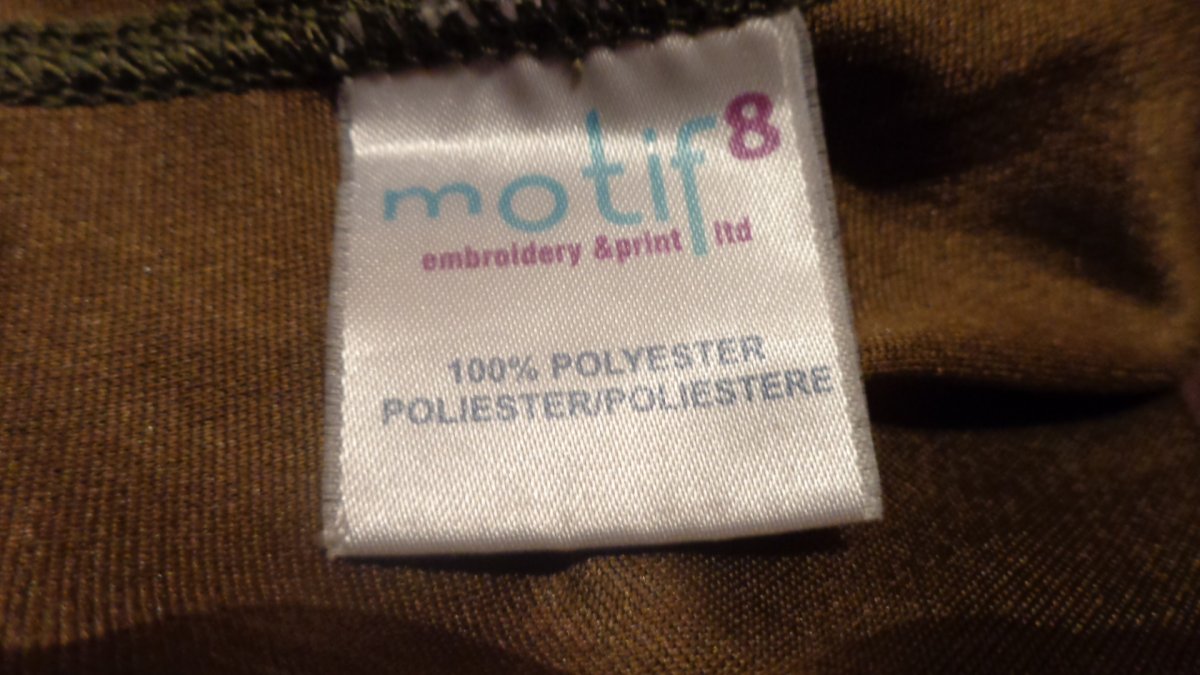 motif8
embroidery &print ltd
100% POLYESTER
POLIESTER/POLIESTERE